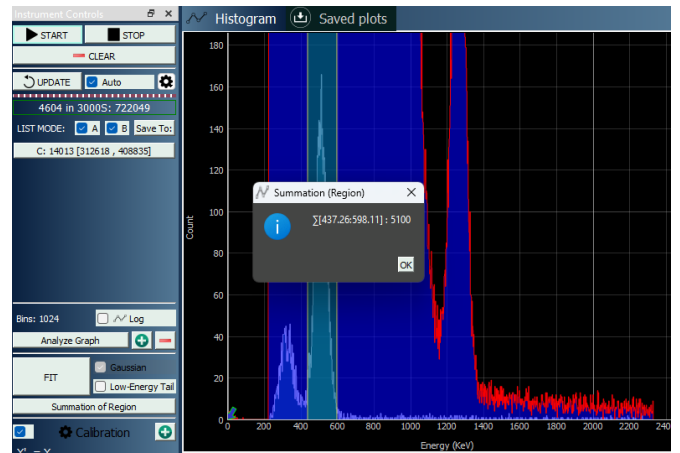 Instrument Controls
START STOP
CLEAR
UPDATE Auto
4604 in 3000S: 722049
LIST MODE: A B Save To:
C: 14013 [312618 , 408835]
Bins: 1024 Log
Analyze Graph
FIT Gaussian
Low-Energy Tail
Summation of Region
Calibration
Histogram Saved plots
180
160
140
120
100
80
60
40
20
0
Count
0 200 400 600 800 1000 1200 1400 1600 1800 2000 2200 240
Energy (KeV)
Summation (Region)
∑[437.26:598.11] : 5100
OK